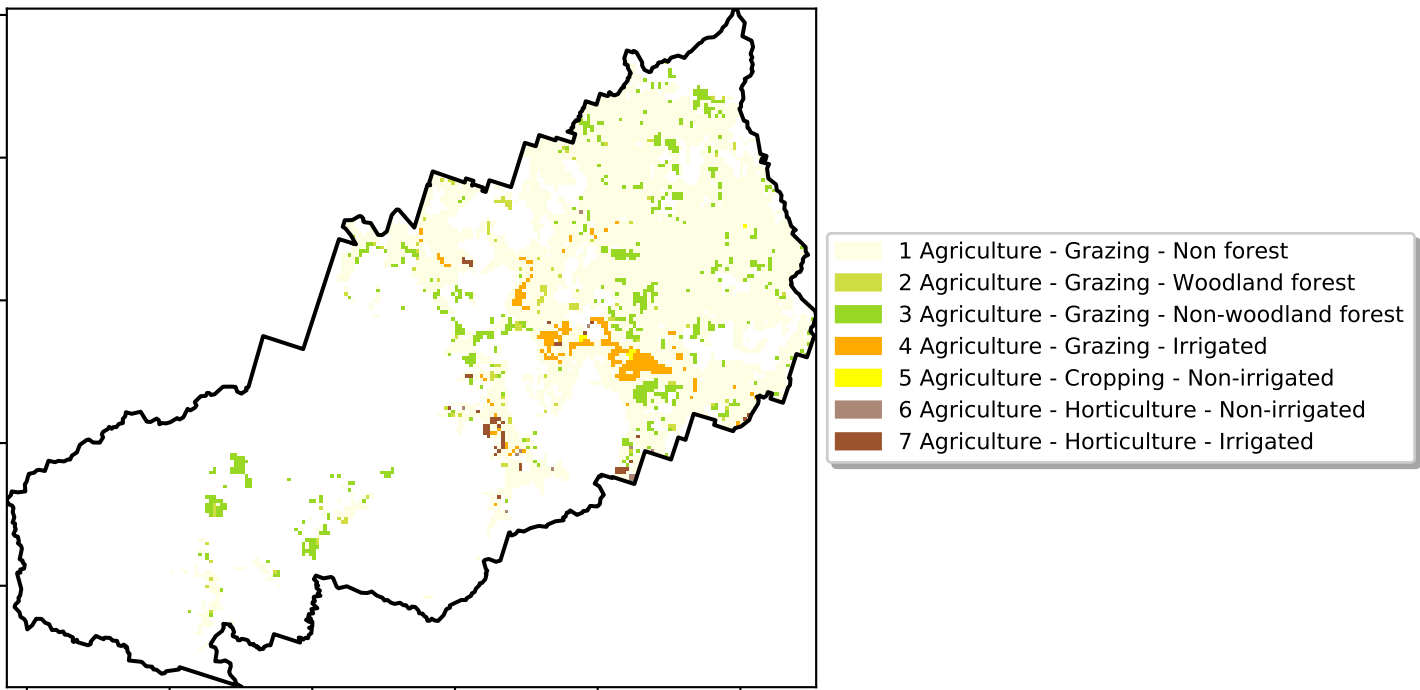 1 Agriculture - Grazing - Non forest
2 Agriculture - Grazing - Woodland forest
3 Agriculture - Grazing - Non-woodland forest
4 Agriculture - Grazing - Irrigated
5 Agriculture - Cropping - Non-irrigated
6 Agriculture - Horticulture - Non-irrigated
7 Agriculture - Horticulture - Irrigated